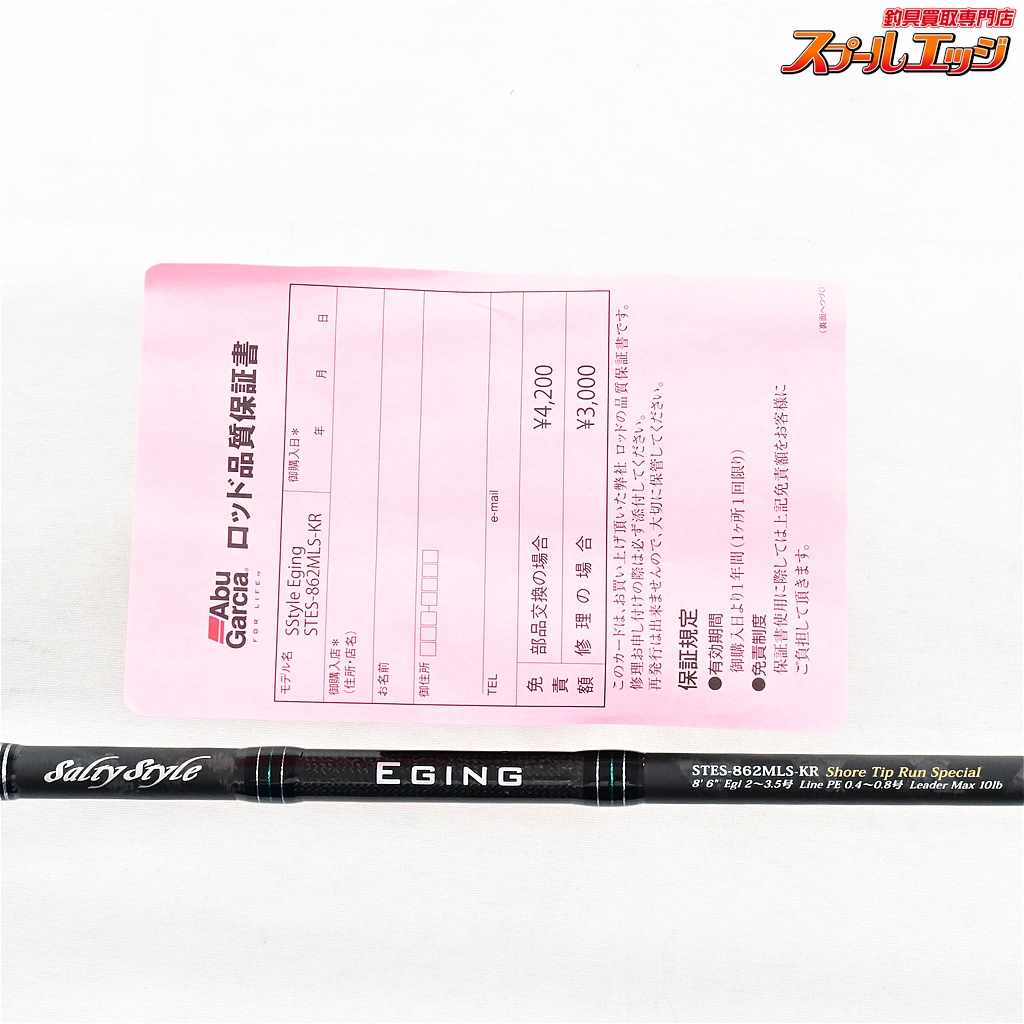 釣具買取専門店
スプールエッジ
Abu
Garcia®
FOR LIFE™
ロッド品質保証書
モデル名 SStyle Eging
STES-862MLS-KR
御購入日*
年 月 日
御購入店*
(住所・店名)
お名前
御住所 □□□-□□□□
TEL e-mail
免責額
部品交換の場合 ¥4,200
修理の場合 ¥3,000
このカードは、お買い上げ頂いた弊社 ロッドの品質保証書です。
修理お申し付けの際は必ず添付してください。
再発行は出来ませんので、大切に保管してください。
保証規定
●有効期間
御購入日より1年間(1ヶ所1回限り)
●免責制度
保証書使用に際しては上記免責額をお客様に
ご負担して頂きます。
(裏面へつづく)
Salty Style
EGING
STES-862MLS-KR Shore Tip Run Special
8' 6" Egi 2～3.5号 Line PE 0.4～0.8号 Leader Max 10lb